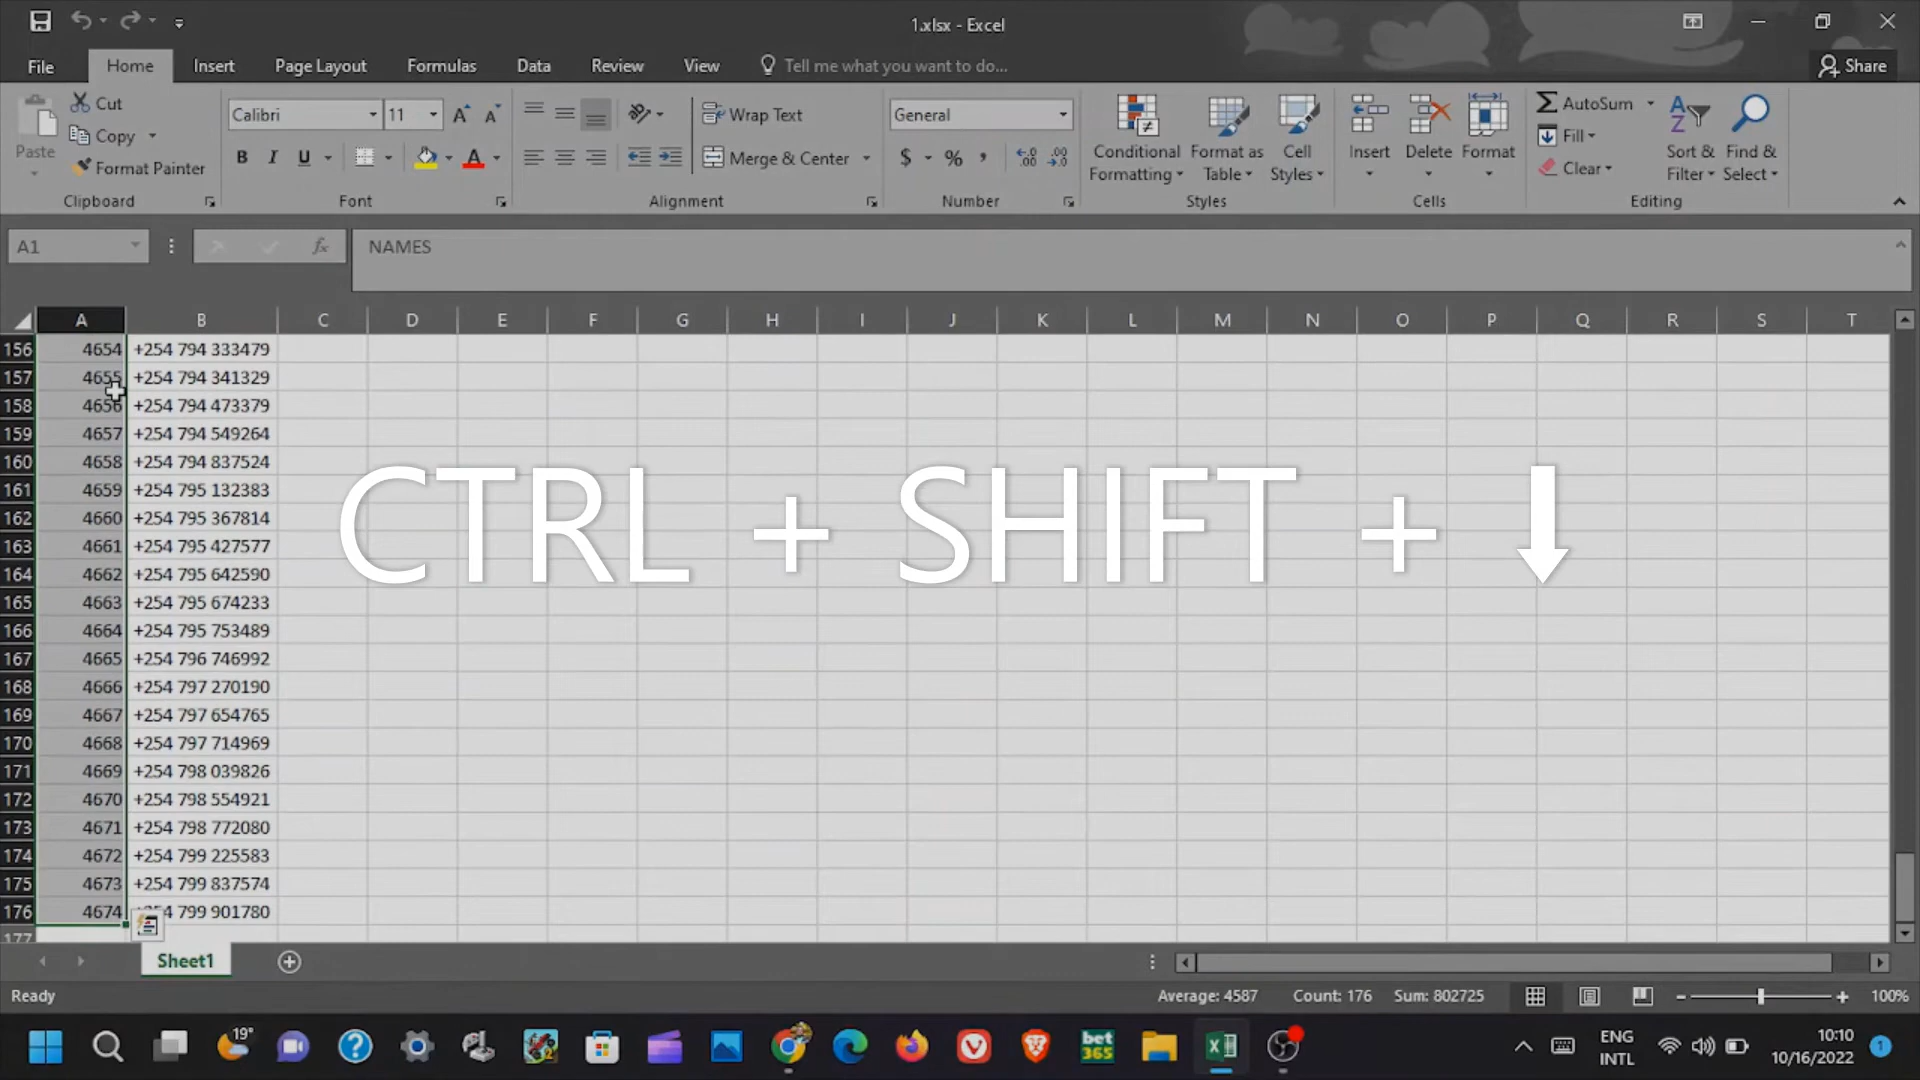 1.xlsx - Excel
File Home Insert Page Layout Formulas Data Review View Tell me what you want to do... Share
Paste
Cut
Copy
Format Painter
Clipboard
Calibri 11
B I U A
Font
Wrap Text
Merge & Center
Alignment
General
$ % ,
Number
Conditional Formatting
Format as Table
Cell Styles
Styles
Insert Delete Format
Cells
AutoSum
Fill
Clear
Sort & Filter
Find & Select
Editing
A1 fx NAMES
A B C D E F G H I J K L M N O P Q R S T
156 4654 +254 794 333479
157 4655 +254 794 341329
158 4656 +254 794 473379
159 4657 +254 794 549264
160 4658 +254 794 837524
161 4659 +254 795 132383
162 4660 +254 795 367814
163 4661 +254 795 427577
164 4662 +254 795 642590
165 4663 +254 795 674233
166 4664 +254 795 753489
167 4665 +254 796 746992
168 4666 +254 797 270190
169 4667 +254 797 654765
170 4668 +254 797 714969
171 4669 +254 798 039826
172 4670 +254 798 554921
173 4671 +254 798 772080
174 4672 +254 799 225583
175 4673 +254 799 837574
176 4674 799 901780
177
CTRL + SHIFT + ⬇
Sheet1
Ready Average: 4587 Count: 176 Sum: 802725 100%
19°
bet365
ENG
INTL
10:10
10/16/2022
1